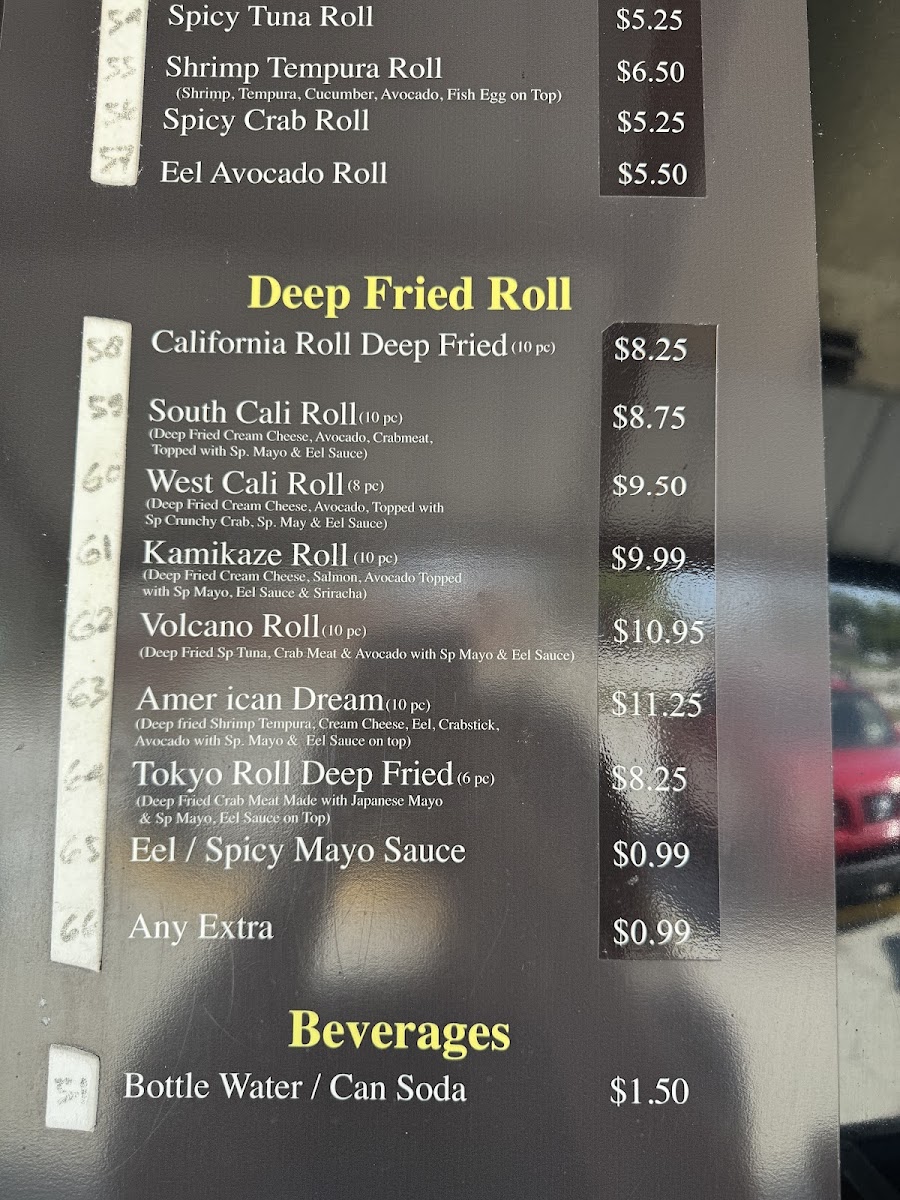 54 Spicy Tuna Roll $5.25
55 Shrimp Tempura Roll $6.50
(Shrimp, Tempura, Cucumber, Avocado, Fish Egg on Top)
Spicy Crab Roll $5.25
Eel Avocado Roll $5.50
Deep Fried Roll
58 California Roll Deep Fried (10 pc) $8.25
59 South Cali Roll (10 pc) $8.75
(Deep Fried Cream Cheese, Avocado, Crabmeat,
Topped with Sp. Mayo & Eel Sauce)
60 West Cali Roll (8 pc) $9.50
(Deep Fried Cream Cheese, Avocado, Topped with
Sp Crunchy Crab, Sp. May & Eel Sauce)
61 Kamikaze Roll (10 pc) $9.99
(Deep Fried Cream Cheese, Salmon, Avocado Topped
with Sp Mayo, Eel Sauce & Sriracha)
62 Volcano Roll (10 pc) $10.95
(Deep Fried Sp Tuna, Crab Meat & Avocado with Sp Mayo & Eel Sauce)
63 Amer ican Dream (10 pc) $11.25
(Deep fried Shrimp Tempura, Cream Cheese, Eel, Crabstick,
Avocado with Sp. Mayo & Eel Sauce on top)
64 Tokyo Roll Deep Fried (6 pc) $8.25
(Deep Fried Crab Meat Made with Japanese Mayo
& Sp Mayo, Eel Sauce on Top)
65 Eel / Spicy Mayo Sauce $0.99
66 Any Extra $0.99
Beverages
Bottle Water / Can Soda $1.50